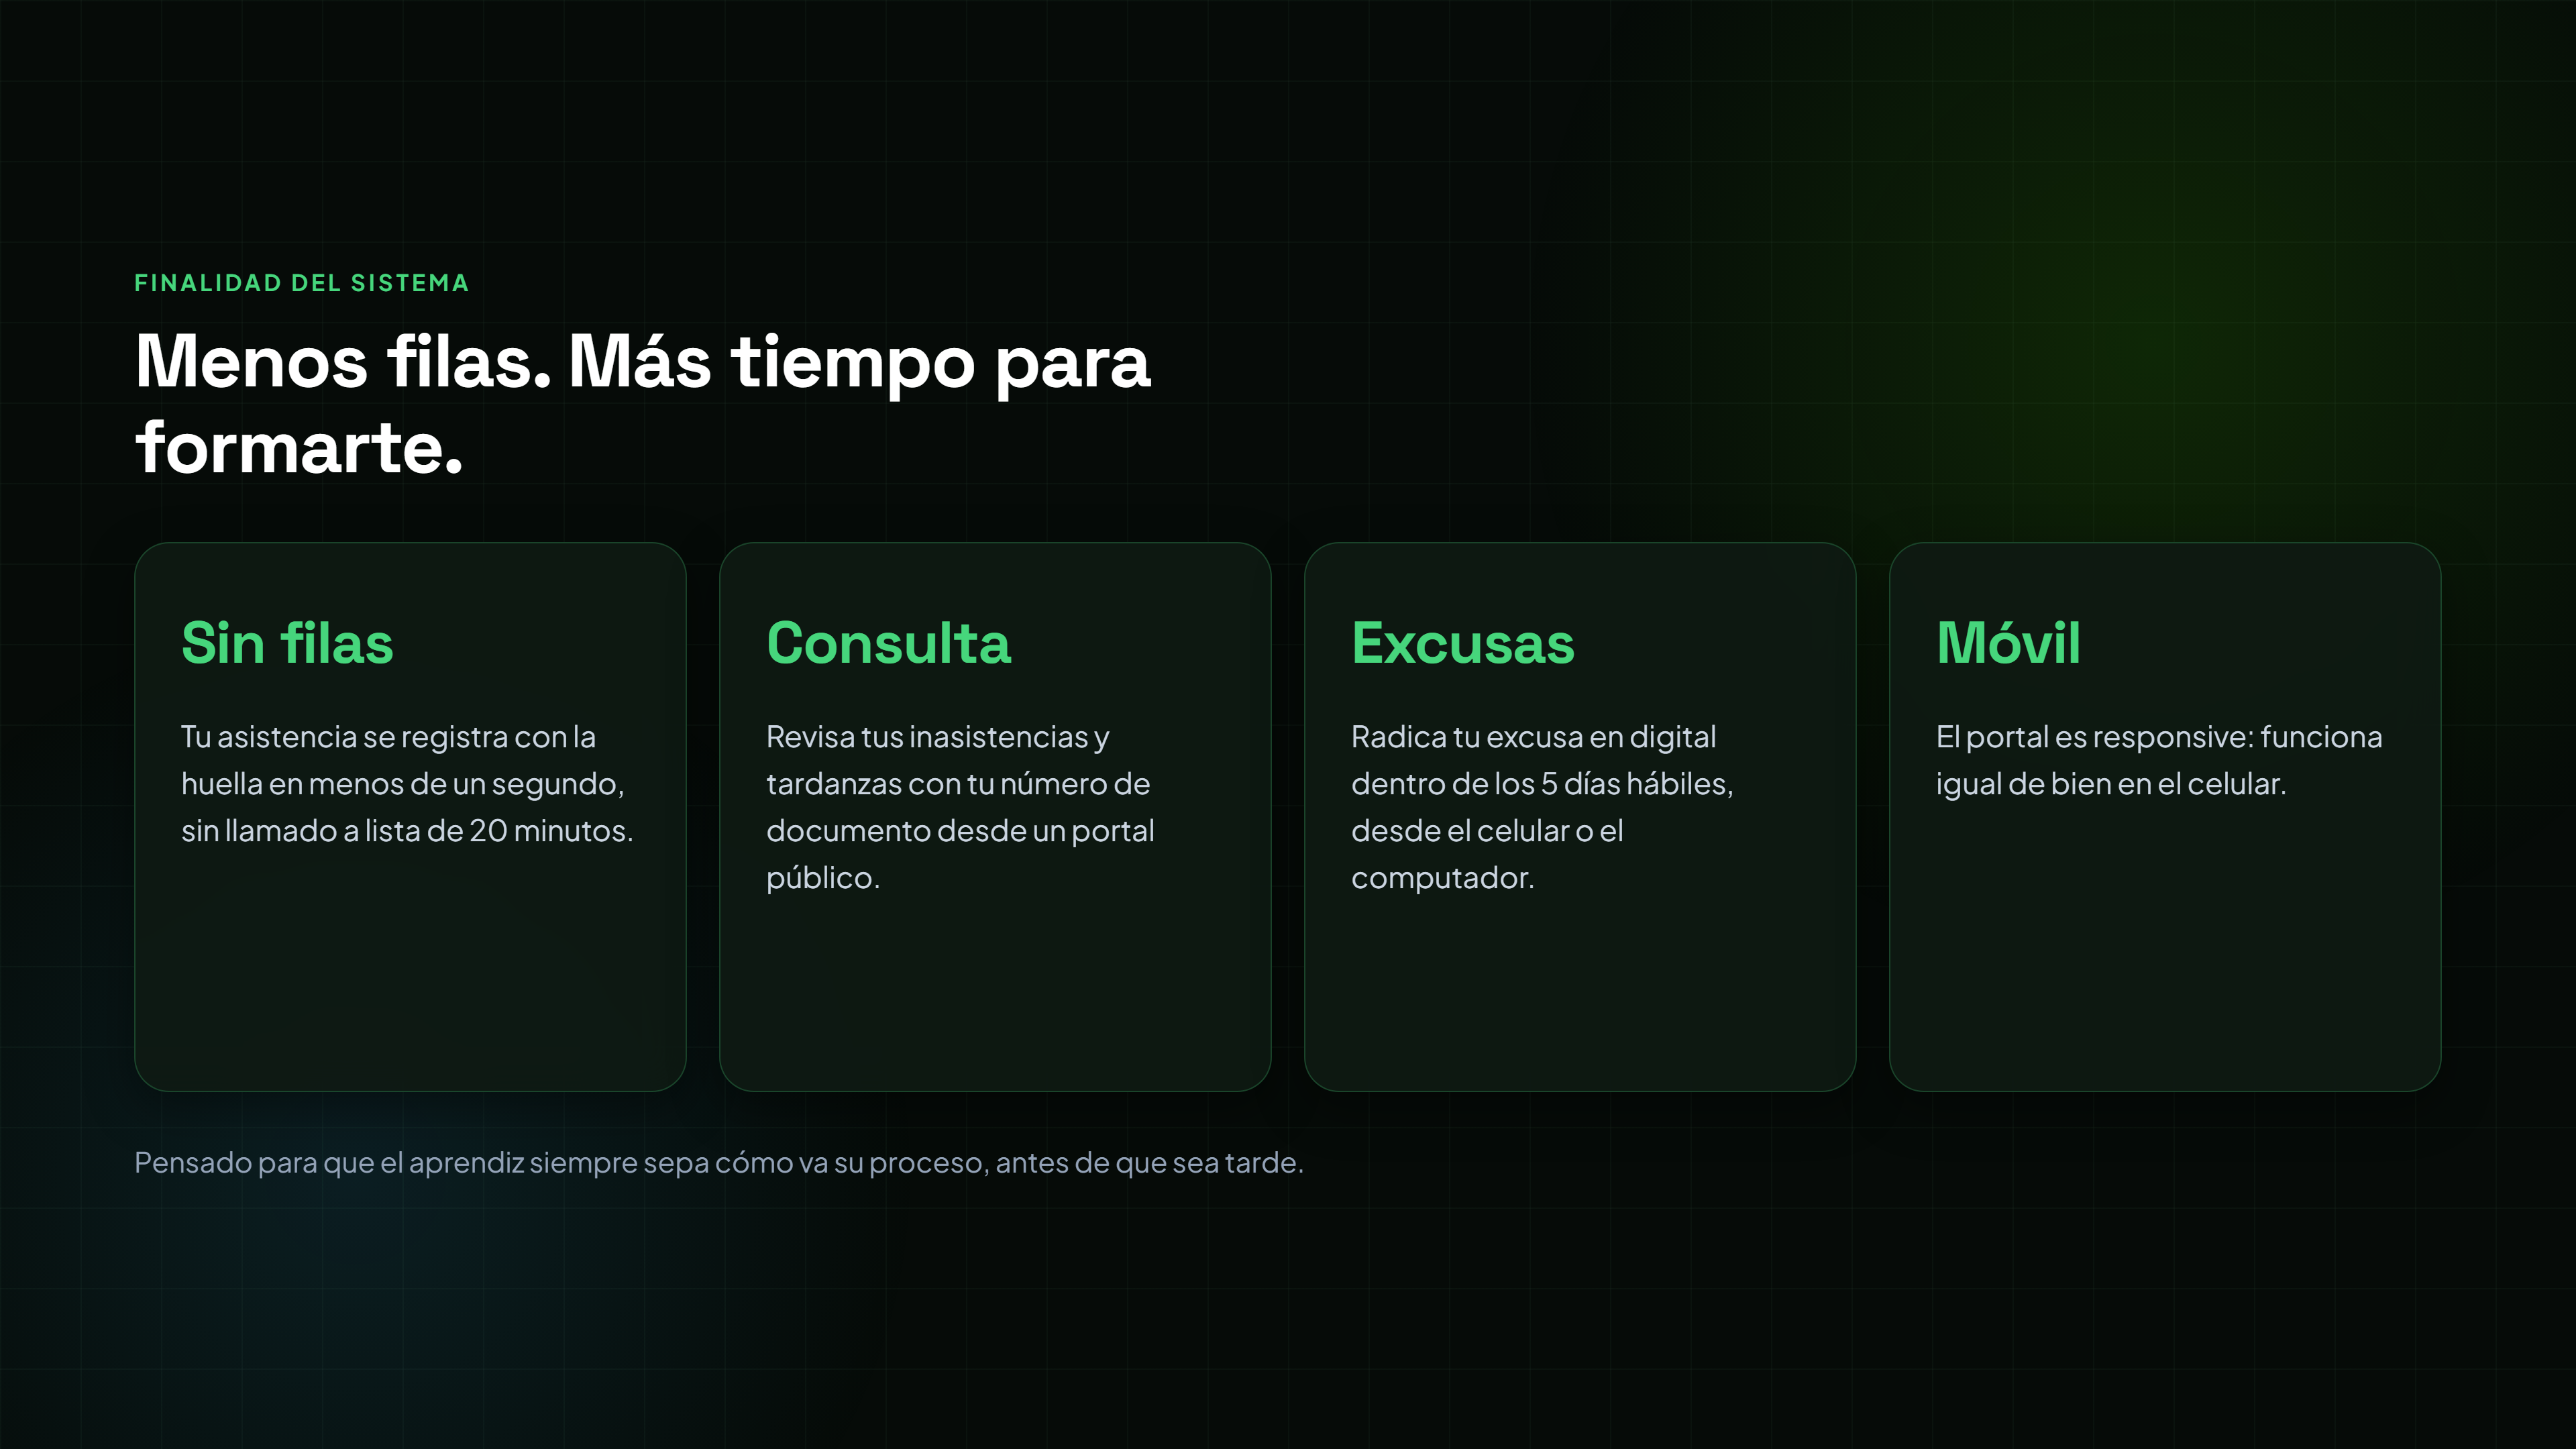 FINALIDAD DEL SISTEMA
Menos filas. Más tiempo para
formarte.
Sin filas
Tu asistencia se registra con la
huella en menos de un segundo,
sin llamado a lista de 20 minutos.
Consulta
Revisa tus inasistencias y
tardanzas con tu número de
documento desde un portal
público.
Excusas
Radica tu excusa en digital
dentro de los 5 días hábiles,
desde el celular o el
computador.
Móvil
El portal es responsive: funciona
igual de bien en el celular.
Pensado para que el aprendiz siempre sepa cómo va su proceso, antes de que sea tarde.